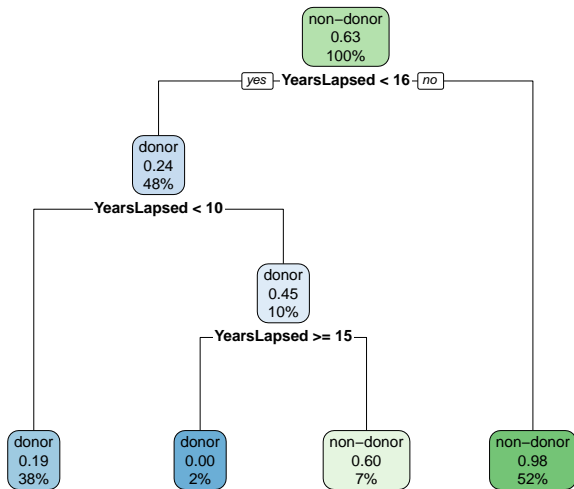 non−donor
0.63
100%
yes YearsLapsed < 16 no
donor
0.24
48%
YearsLapsed < 10
donor
0.45
10%
YearsLapsed >= 15
donor
0.19
38%
donor
0.00
2%
non−donor
0.60
7%
non−donor
0.98
52%